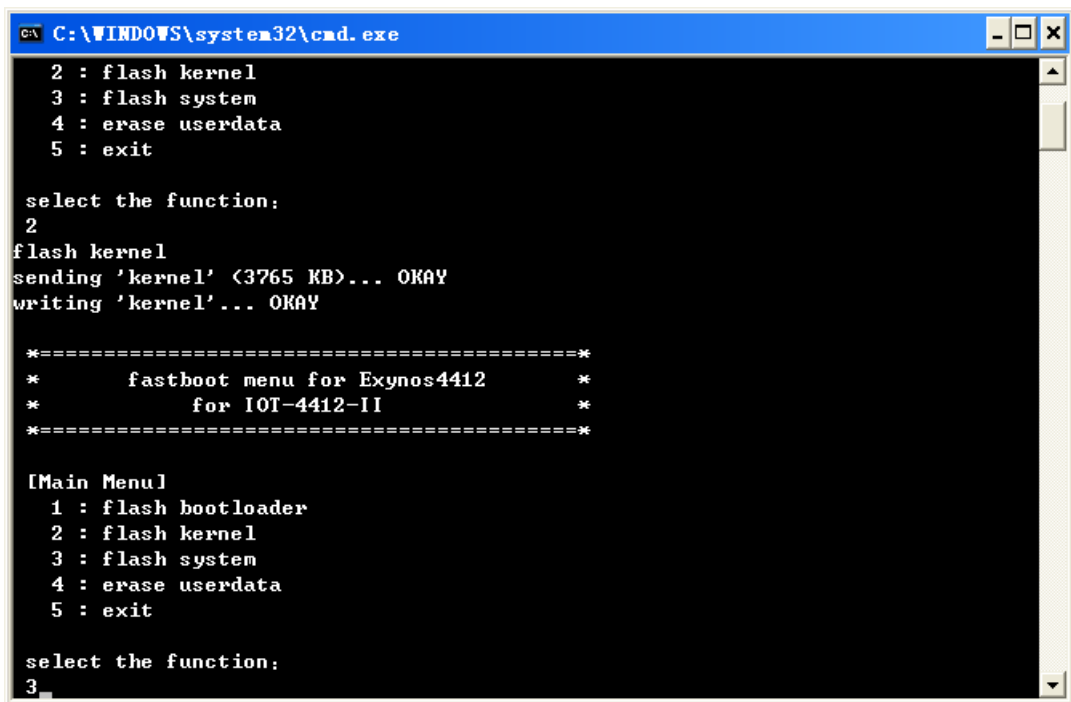 C:\WINDOWS\system32\cmd.exe
2 : flash kernel
3 : flash system
4 : erase userdata
5 : exit
select the function:
2
flash kernel
sending 'kernel' (3765 KB)... OKAY
writing 'kernel'... OKAY
*==========================================*
* fastboot menu for Exynos4412 *
* for IOT-4412-II *
*==========================================*
[Main Menu]
1 : flash bootloader
2 : flash kernel
3 : flash system
4 : erase userdata
5 : exit
select the function:
3_